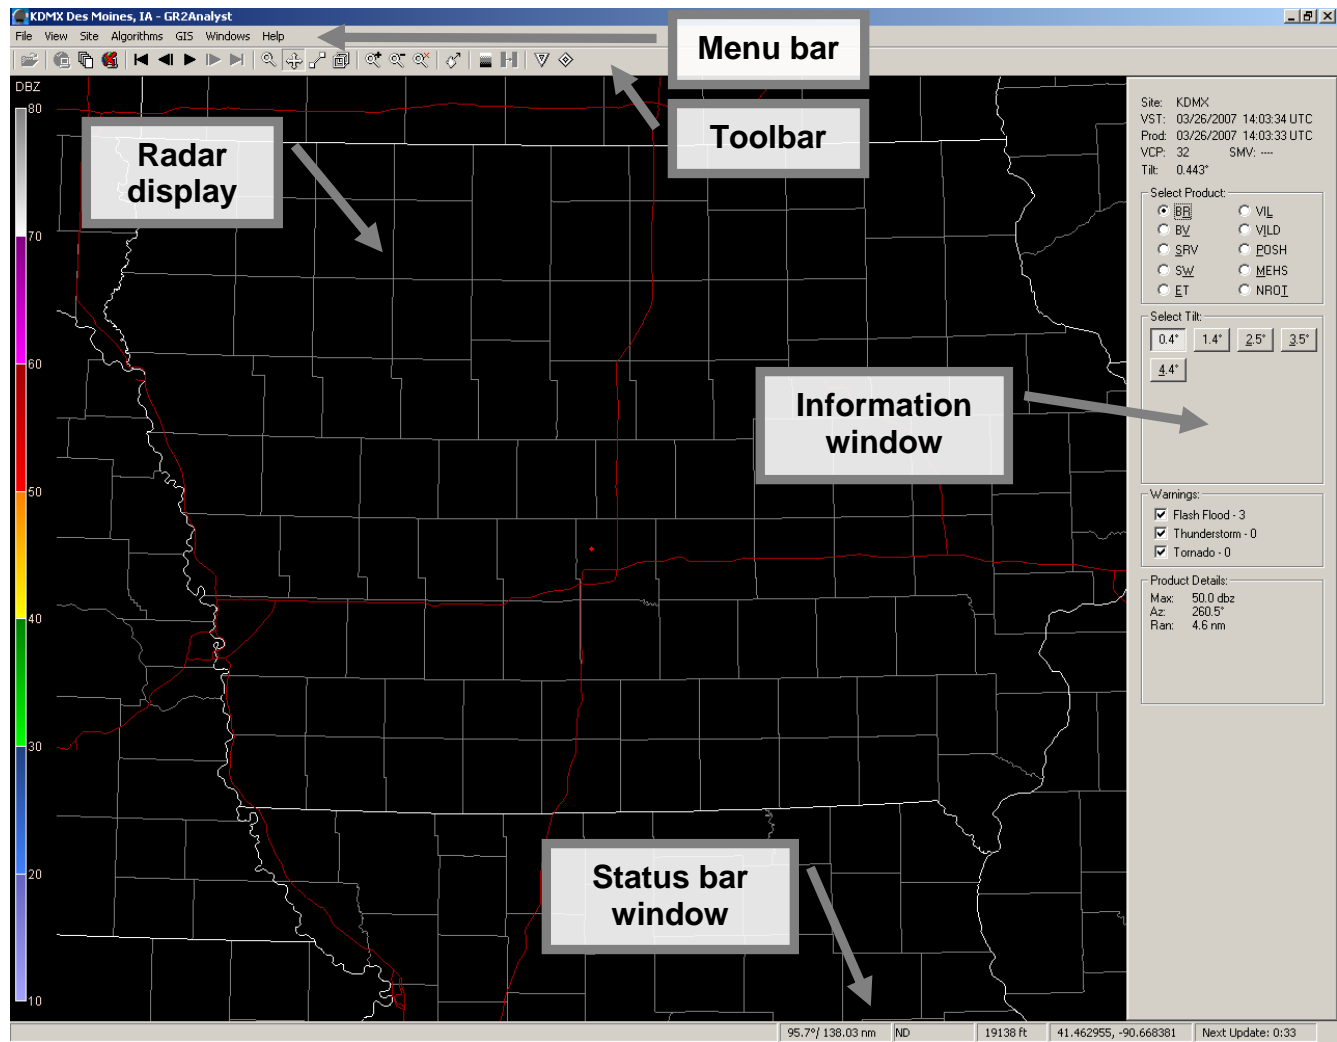 KDMX Des Moines, IA - GR2Analyst
File View Site Algorithms GIS Windows Help
Menu bar
Toolbar
DBZ
80
70
60
50
40
30
20
10
Radar
display
Information
window
Status bar
window
Site: KDMX
VST: 03/26/2007 14:03:34 UTC
Prod: 03/26/2007 14:03:33 UTC
VCP: 32 SMV: ----
Tilt: 0.443°
Select Product:
BR VIL
BV VILD
SRV POSH
SW MEHS
ET NROT
Select Tilt:
0.4° 1.4° 2.5° 3.5°
4.4°
Warnings:
Flash Flood - 3
Thunderstorm - 0
Tornado - 0
Product Details:
Max: 50.0 dbz
Az: 260.5°
Ran: 4.6 nm
95.7°/ 138.03 nm ND 19138 ft 41.462955, -90.668381 Next Update: 0:33